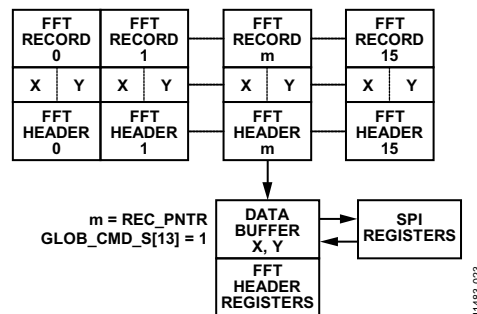 FFT RECORD 0
FFT RECORD 1
FFT RECORD m
FFT RECORD 15
X Y X Y X Y X Y
FFT HEADER 0
FFT HEADER 1
FFT HEADER m
FFT HEADER 15
m = REC_PNTR
GLOB_CMD_S[13] = 1
DATA BUFFER X, Y
SPI REGISTERS
FFT HEADER REGISTERS